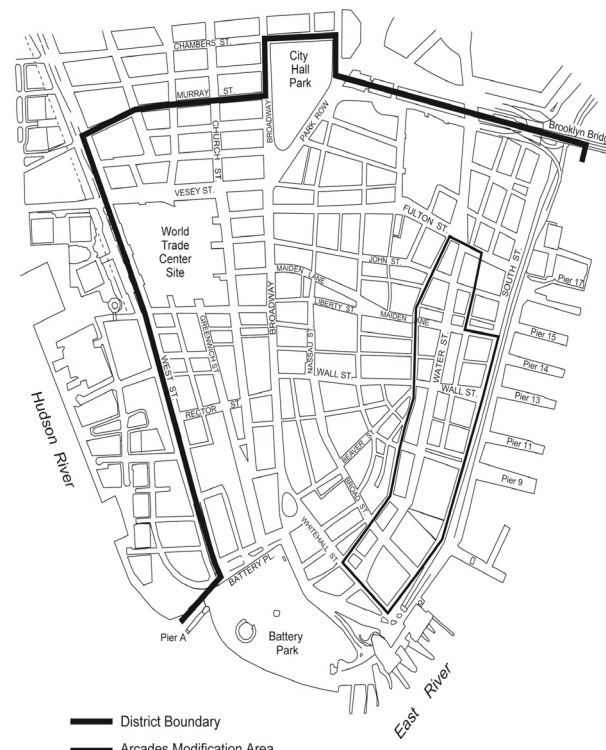 CHAMBERS ST.
City
Hall
Park
MURRAY ST.
BROADWAY
PARK ROW
Brooklyn Bridg
CHURCH ST.
VESEY ST.
FULTON ST.
World
Trade
Center
Site
JOHN ST.
SOUTH ST.
MAIDEN LANE
Pier 17
LIBERTY ST
MAIDEN LANE
BROADWAY
GREENWICH ST
NASSAU ST
WATER ST.
Pier 15
WALL ST.
Pier 14
WEST ST.
WALL ST.
Pier 13
RECTOR ST.
Hudson River
BEAVER ST
Pier 11
BROAD ST.
Pier 9
WHITEHALL ST.
BATTERY PL.
Pier A
Battery
Park
East River
District Boundary
Arcades Modification Area